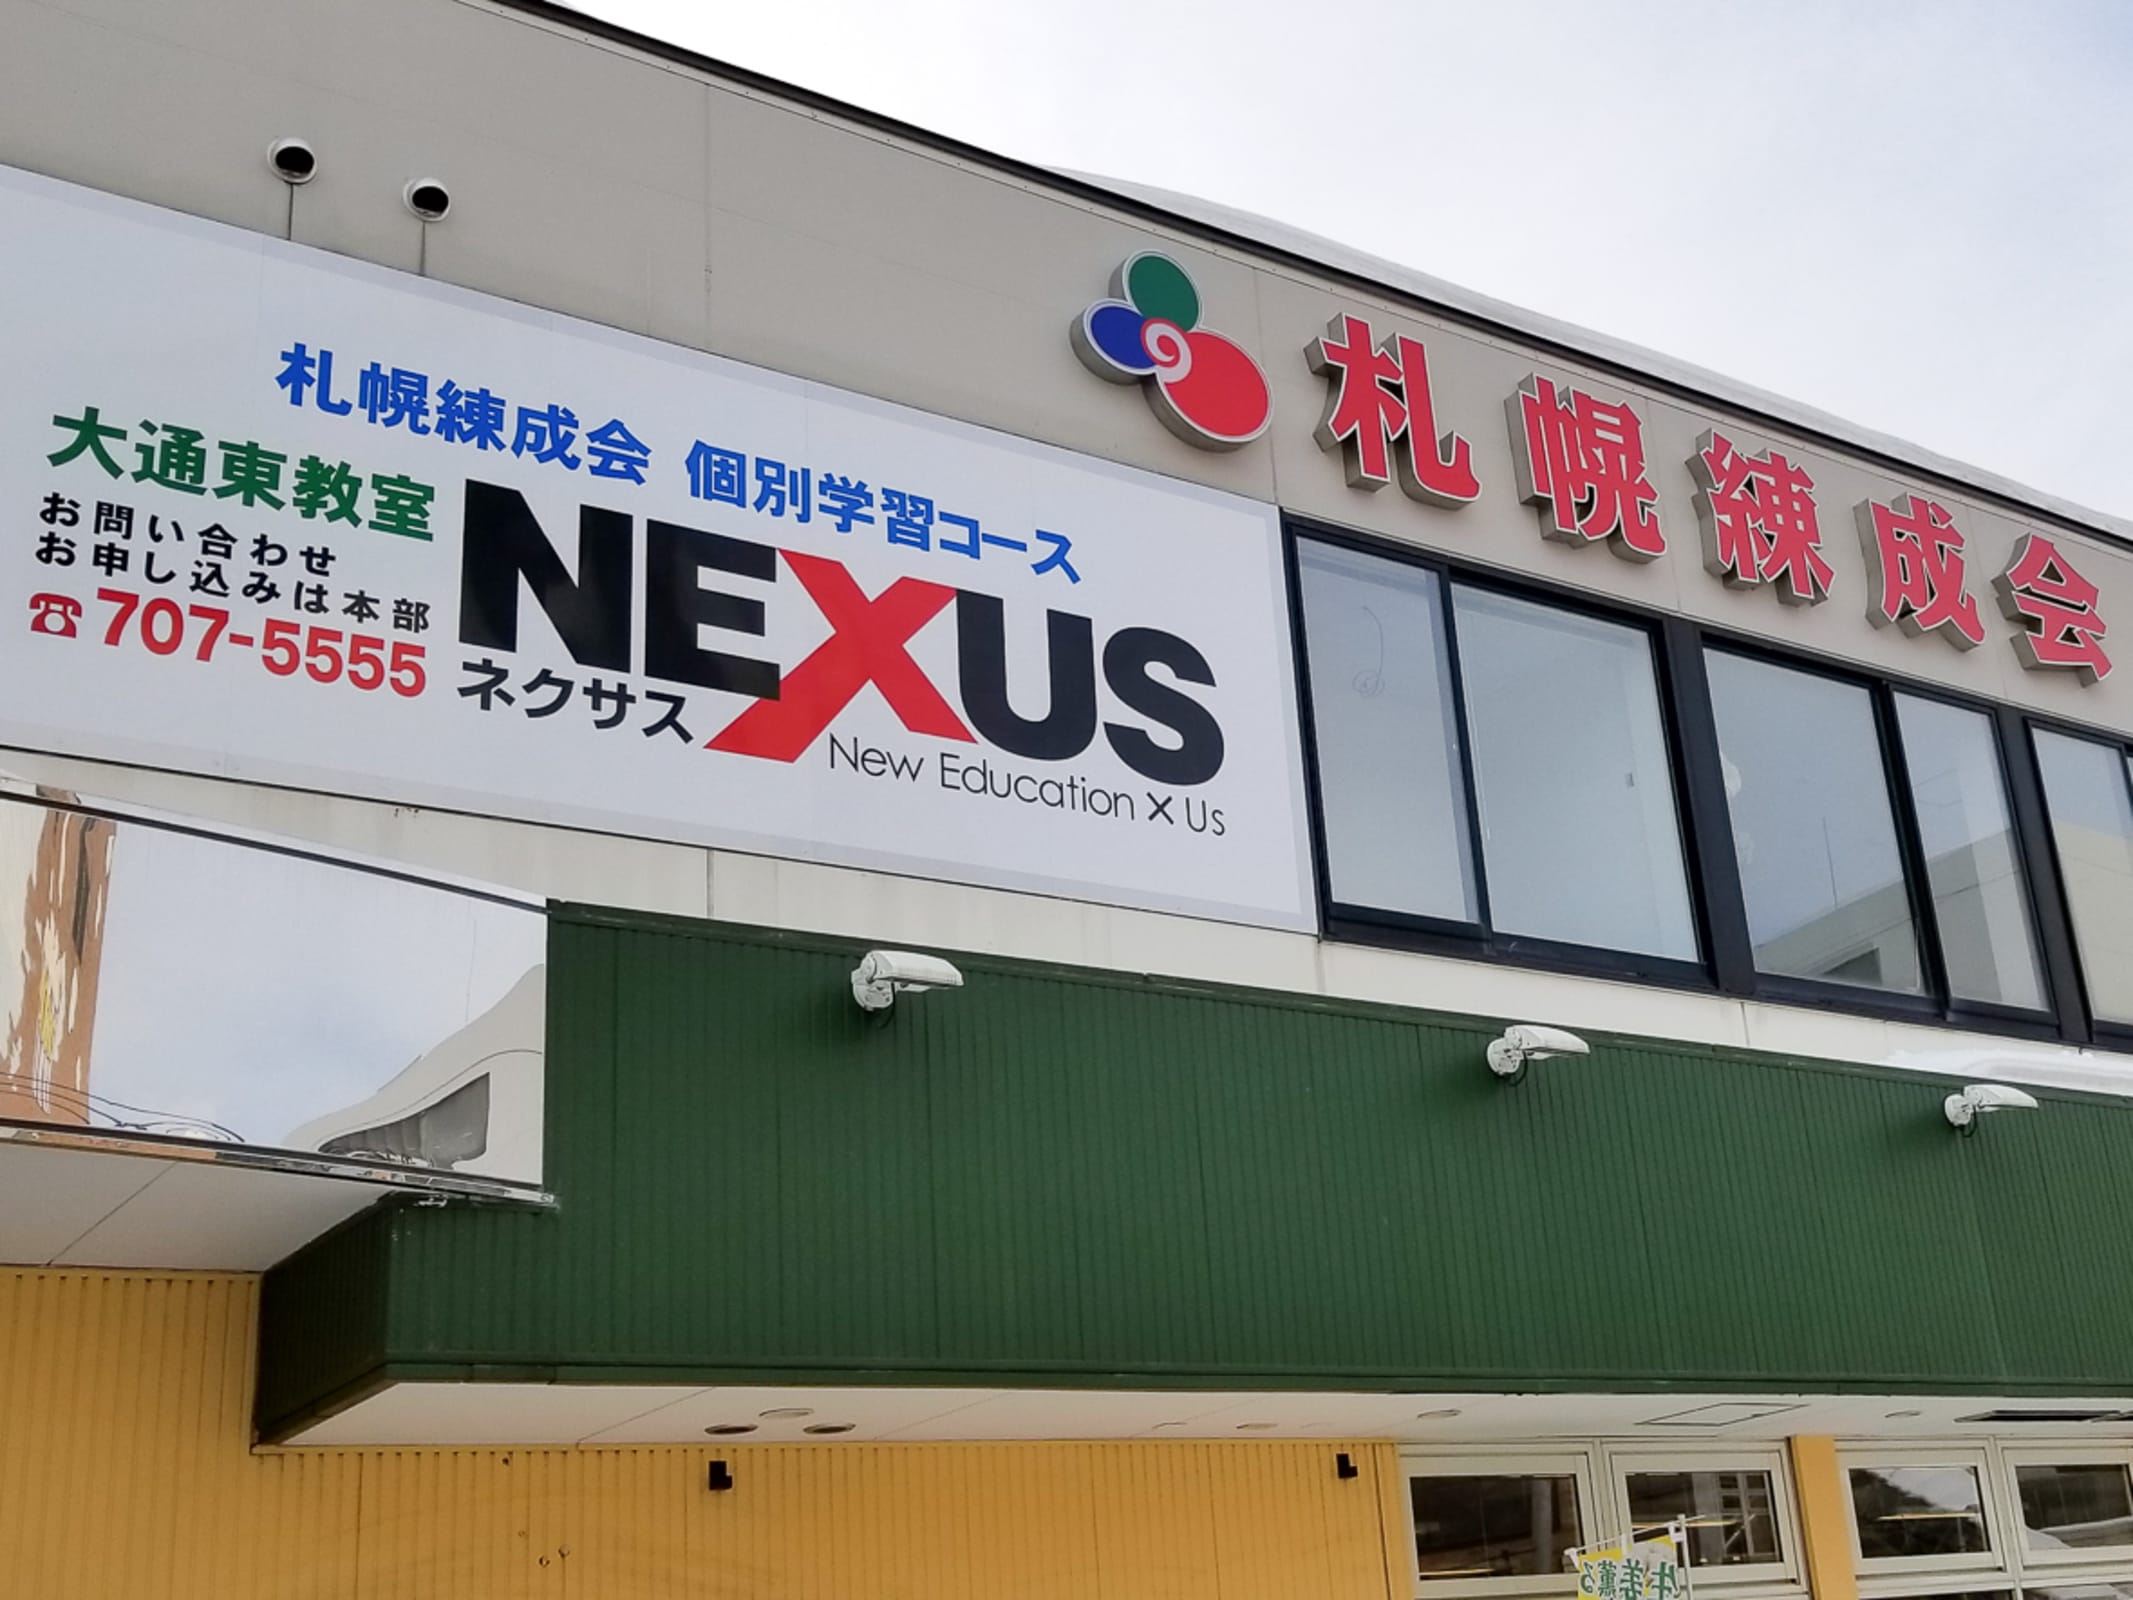 札幌練成会 個別学習コース
大通東教室
お問い合わせ
お申し込みは本部
☎707-5555
NEXUS
ネクサス
New Education X Us
札幌練成会